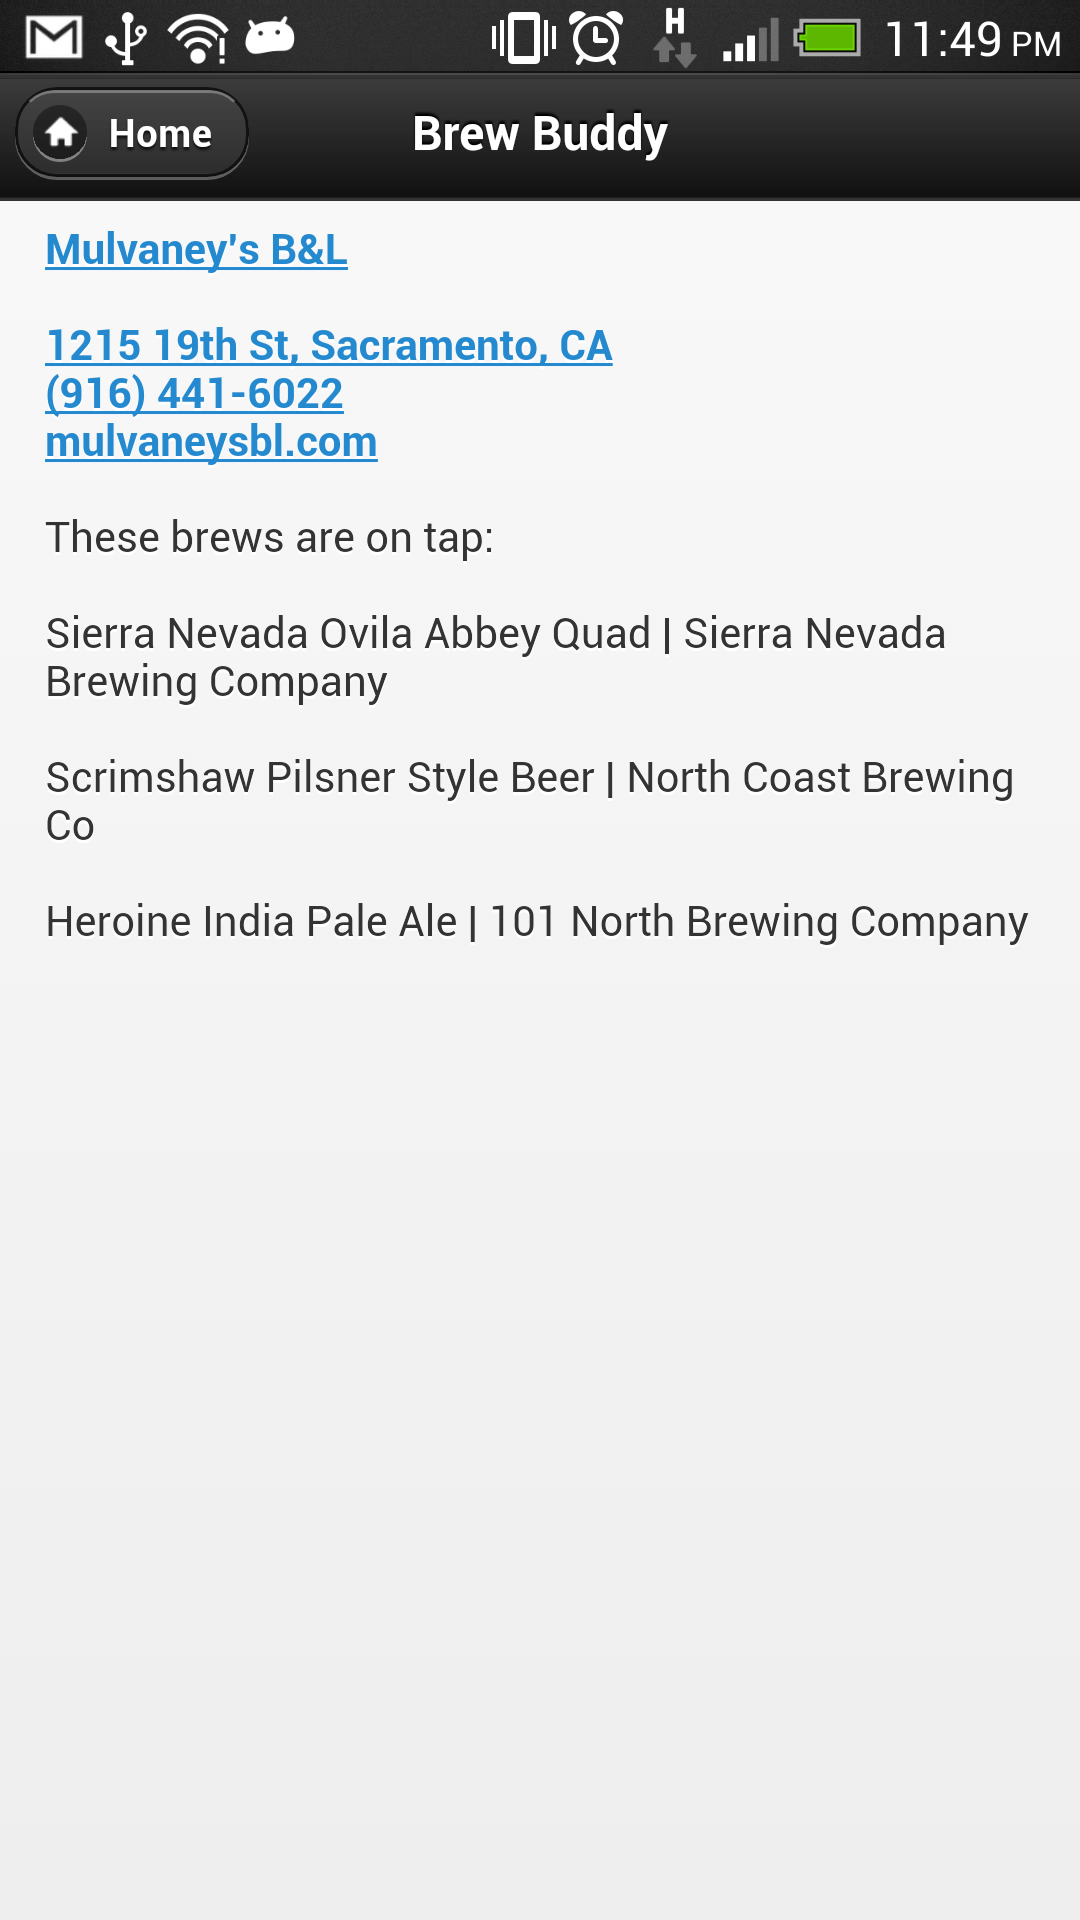 H
11:49 PM
Home
Brew Buddy
Mulvaney's B&L
1215 19th St, Sacramento, CA
(916) 441-6022
mulvaneysbl.com
These brews are on tap:
Sierra Nevada Ovila Abbey Quad | Sierra Nevada
Brewing Company
Scrimshaw Pilsner Style Beer | North Coast Brewing
Co
Heroine India Pale Ale | 101 North Brewing Company